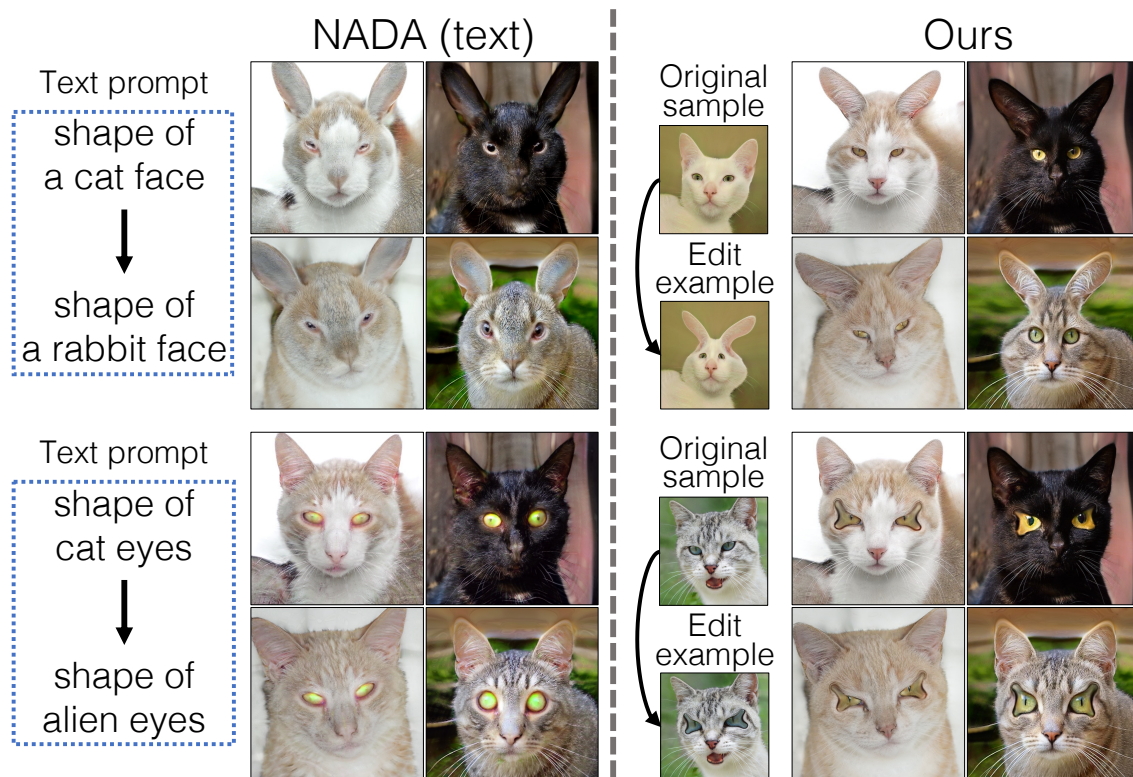 NADA (text)
Ours
Text prompt
shape of
a cat face
shape of
a rabbit face
Original
sample
Edit
example
Text prompt
shape of
cat eyes
shape of
alien eyes
Original
sample
Edit
example